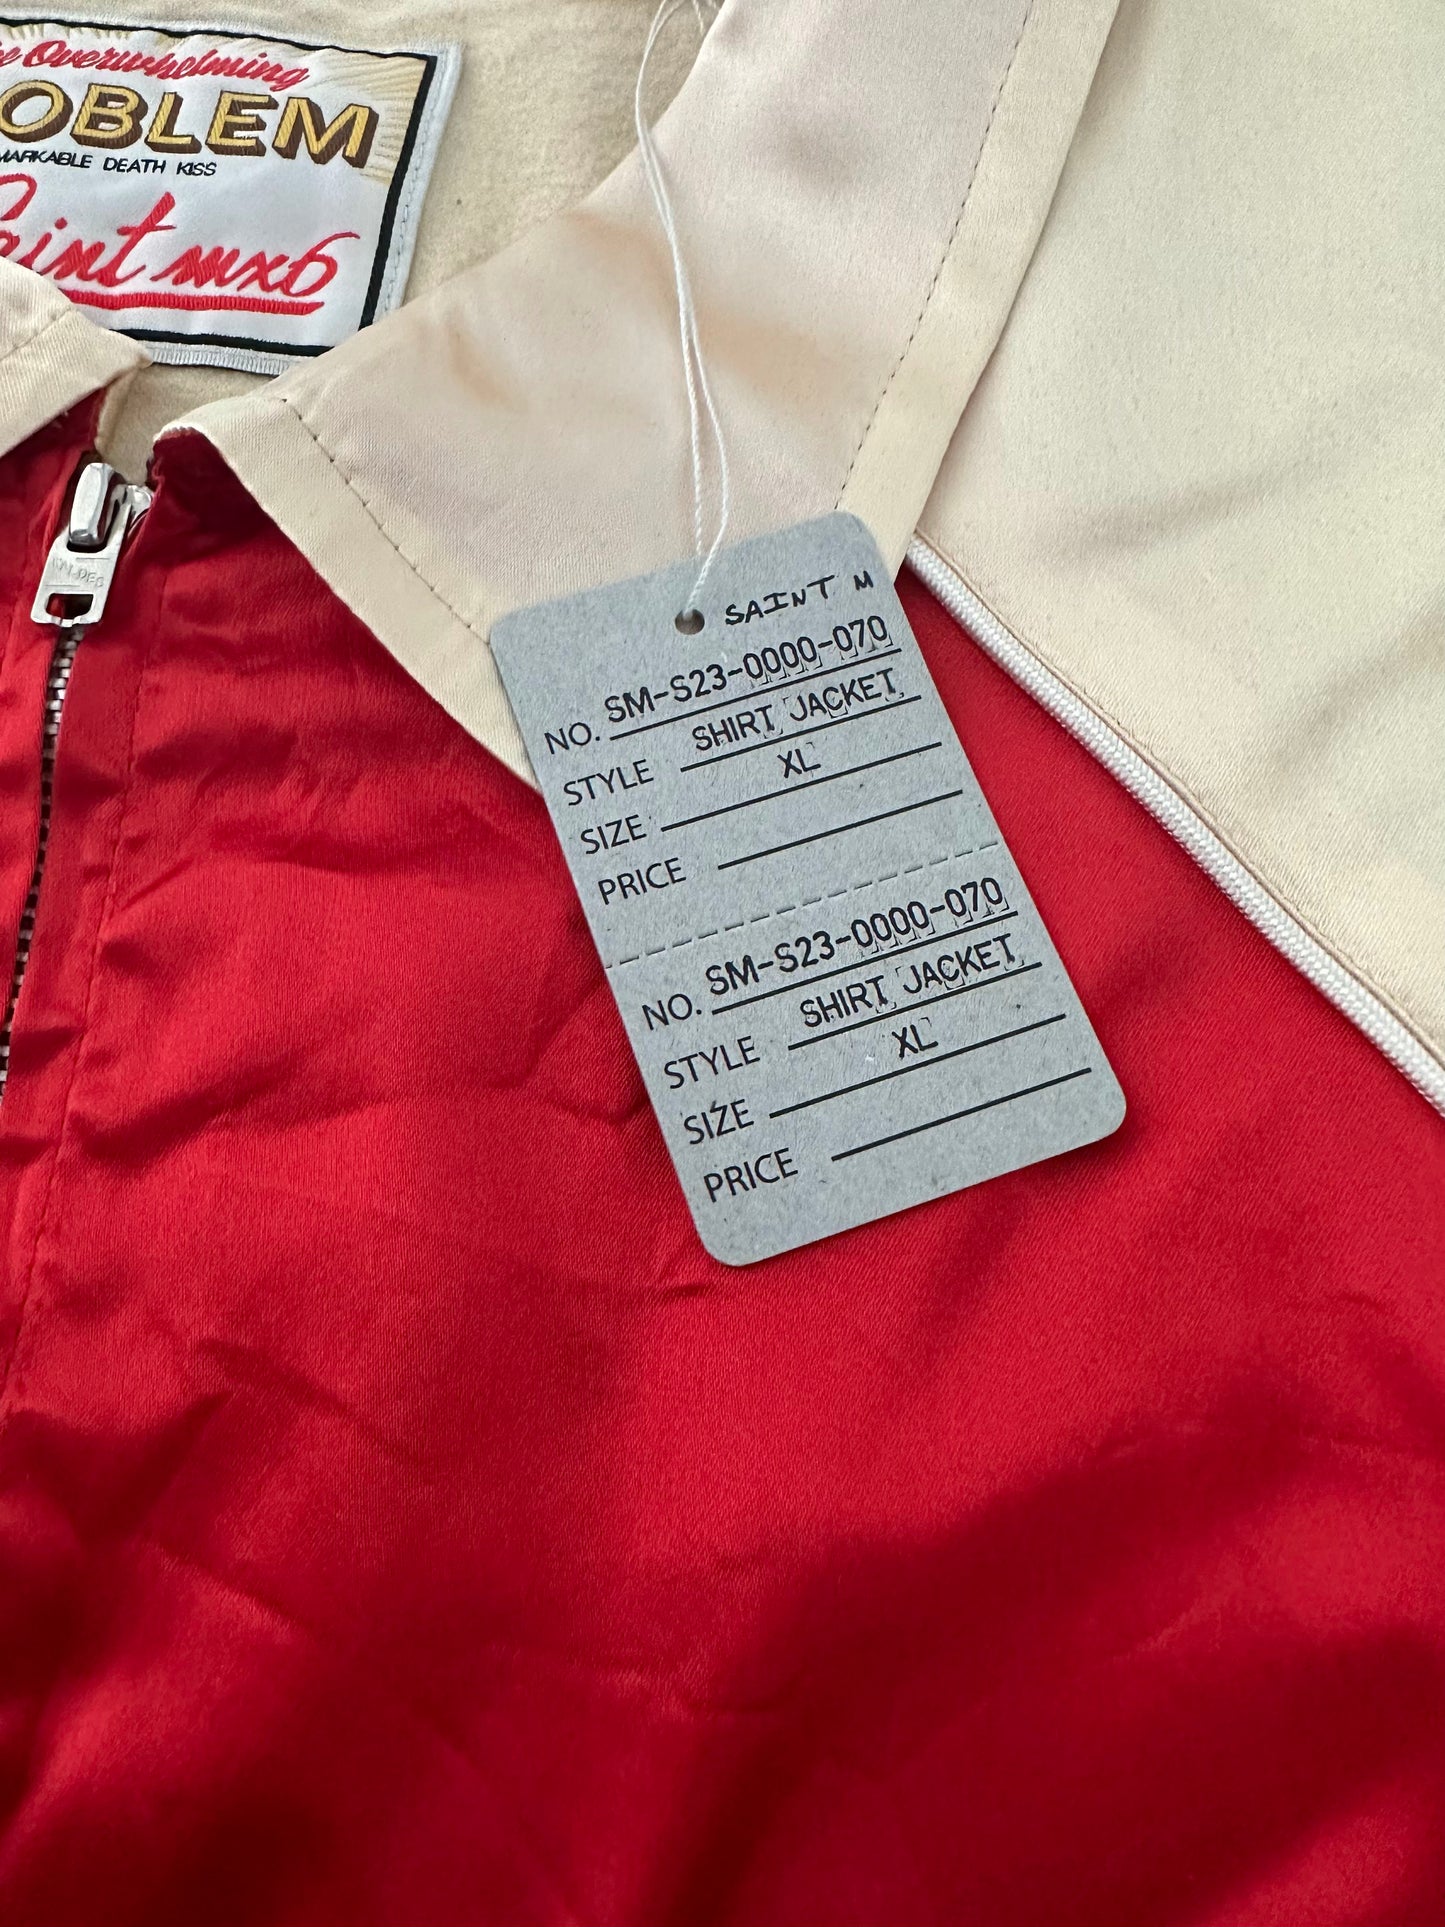 Overwhelming
OBLEM
DEATH KISS
Saint mx6
SAINT M
NO. SM-S23-0000-070
STYLE SHIRT JACKET
SIZE XL
PRICE
NO. SM-S23-0000-070
STYLE SHIRT JACKET
SIZE XL
PRICE